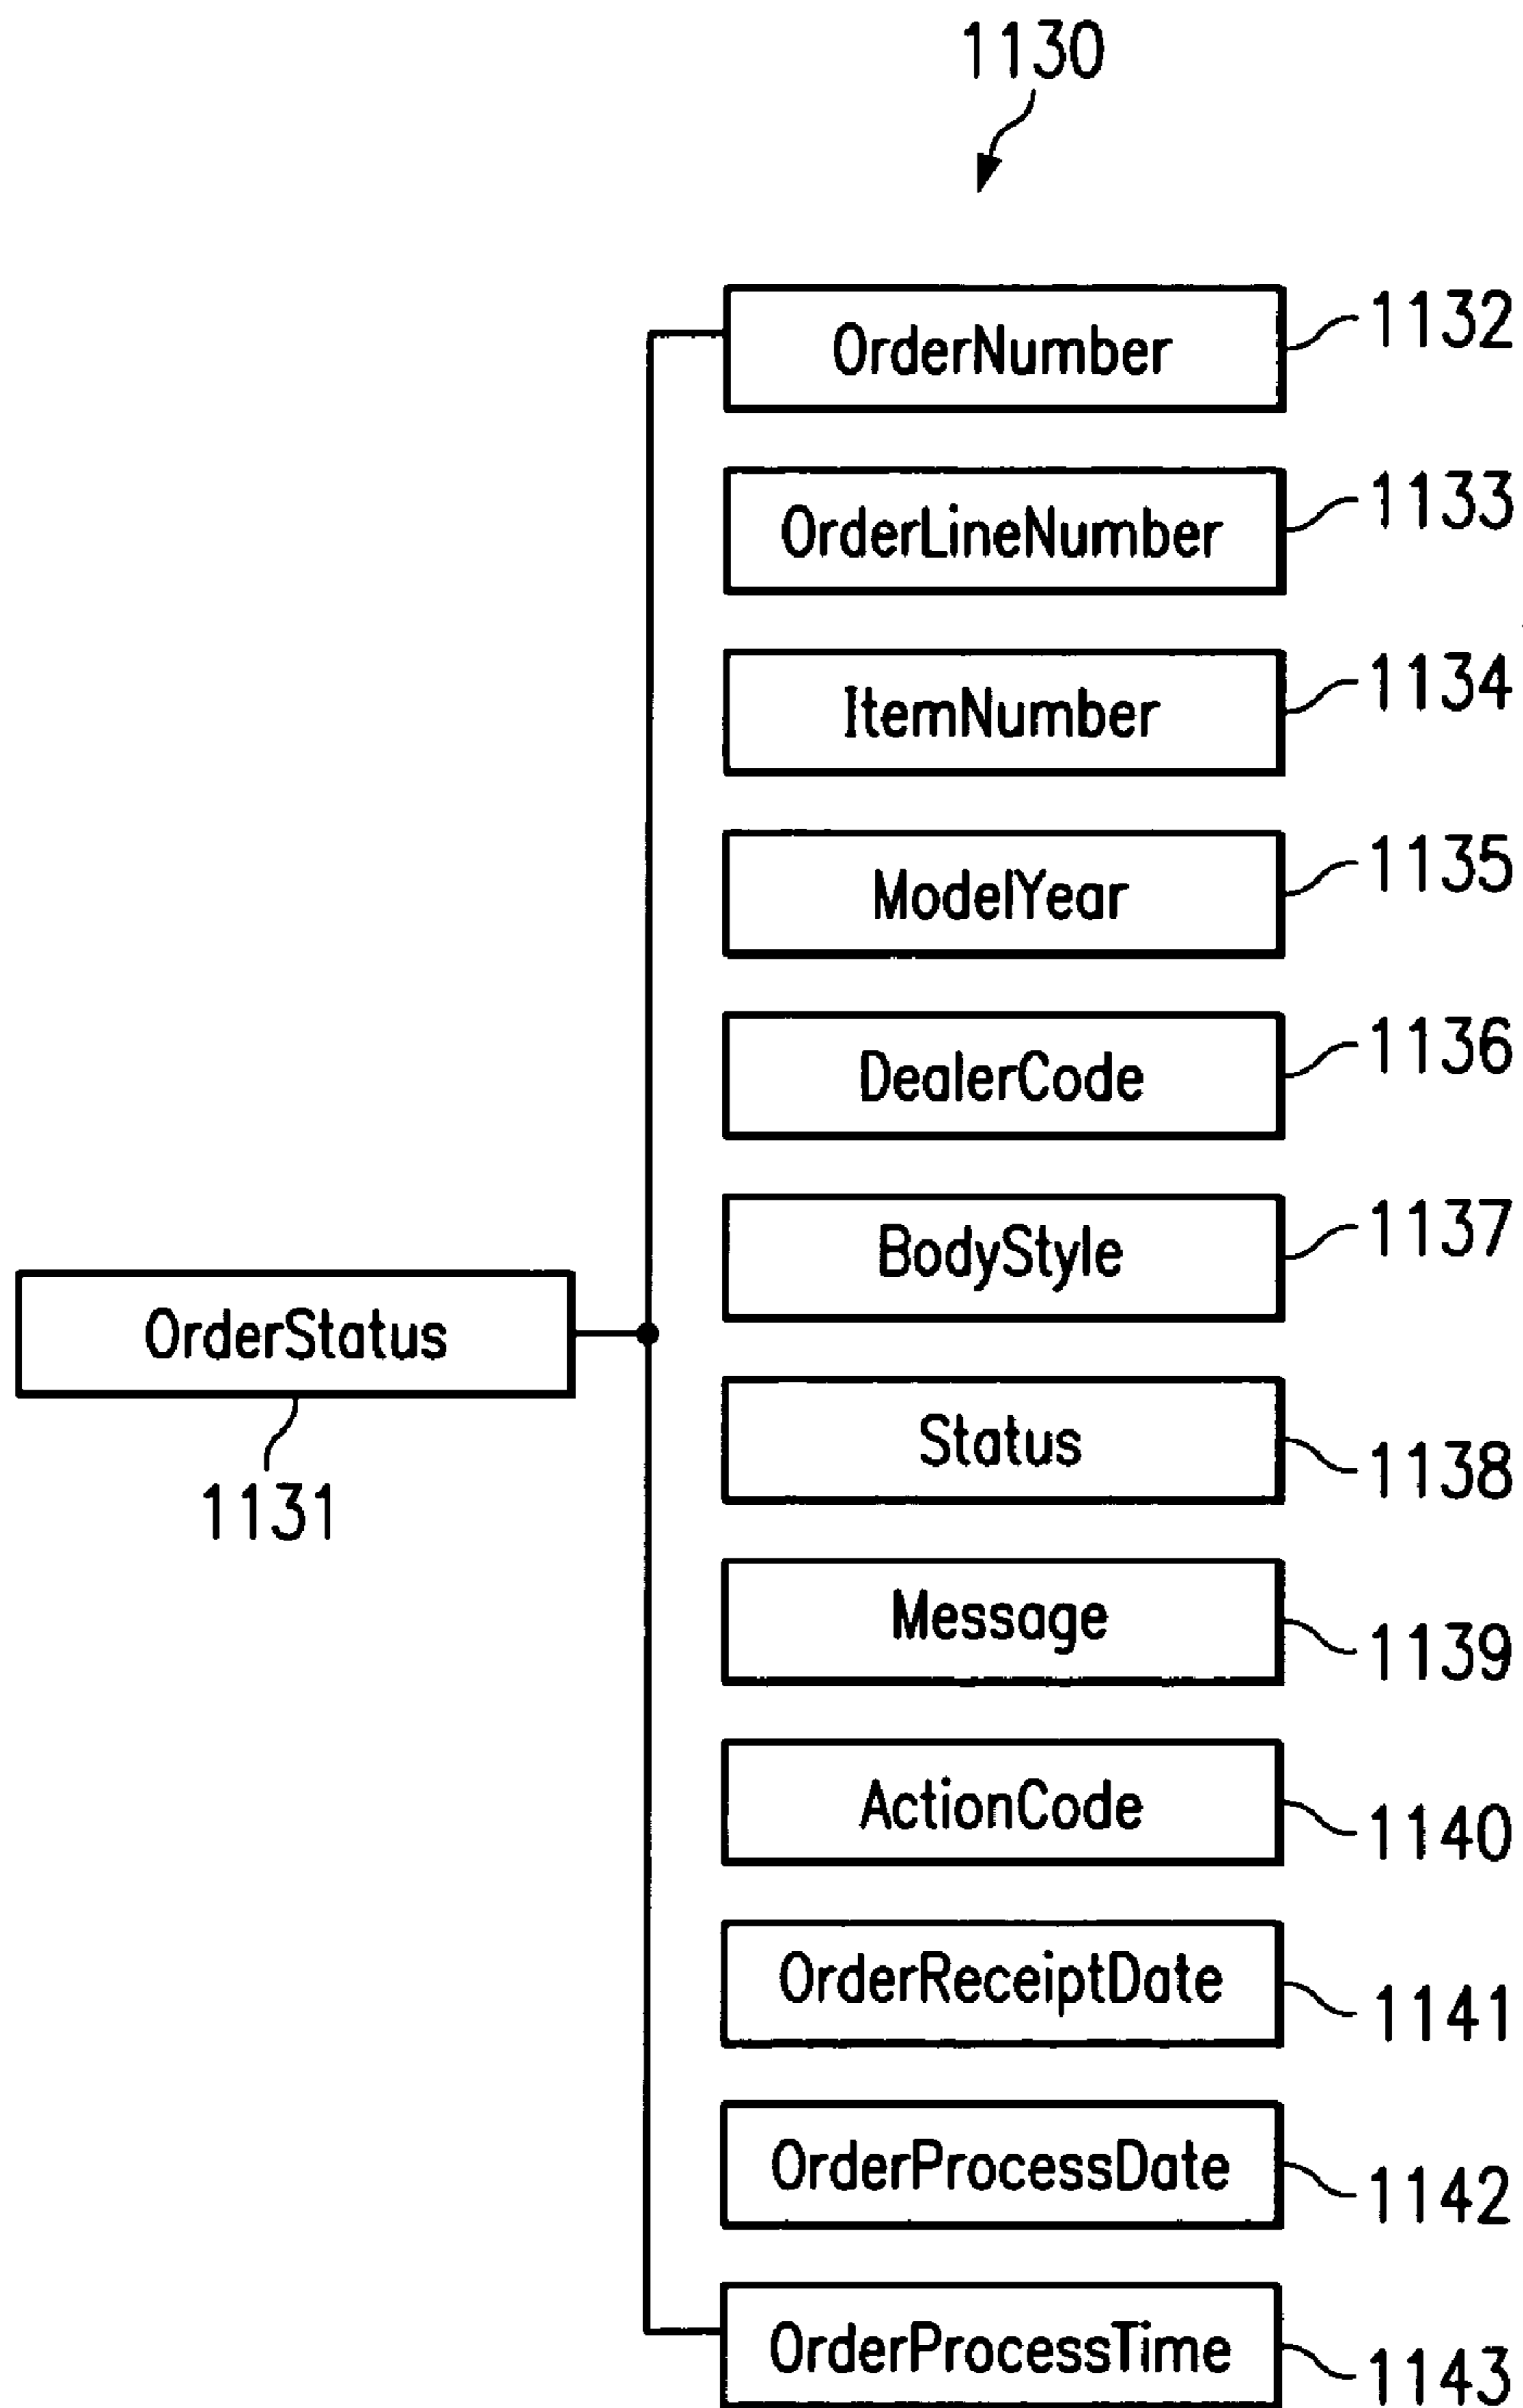 1130
OrderNumber 1132
OrderLineNumber 1133
ItemNumber 1134
ModelYear 1135
DealerCode 1136
BodyStyle 1137
OrderStatus
1131
Status 1138
Message 1139
ActionCode 1140
OrderReceiptDate 1141
OrderProcessDate 1142
OrderProcessTime 1143